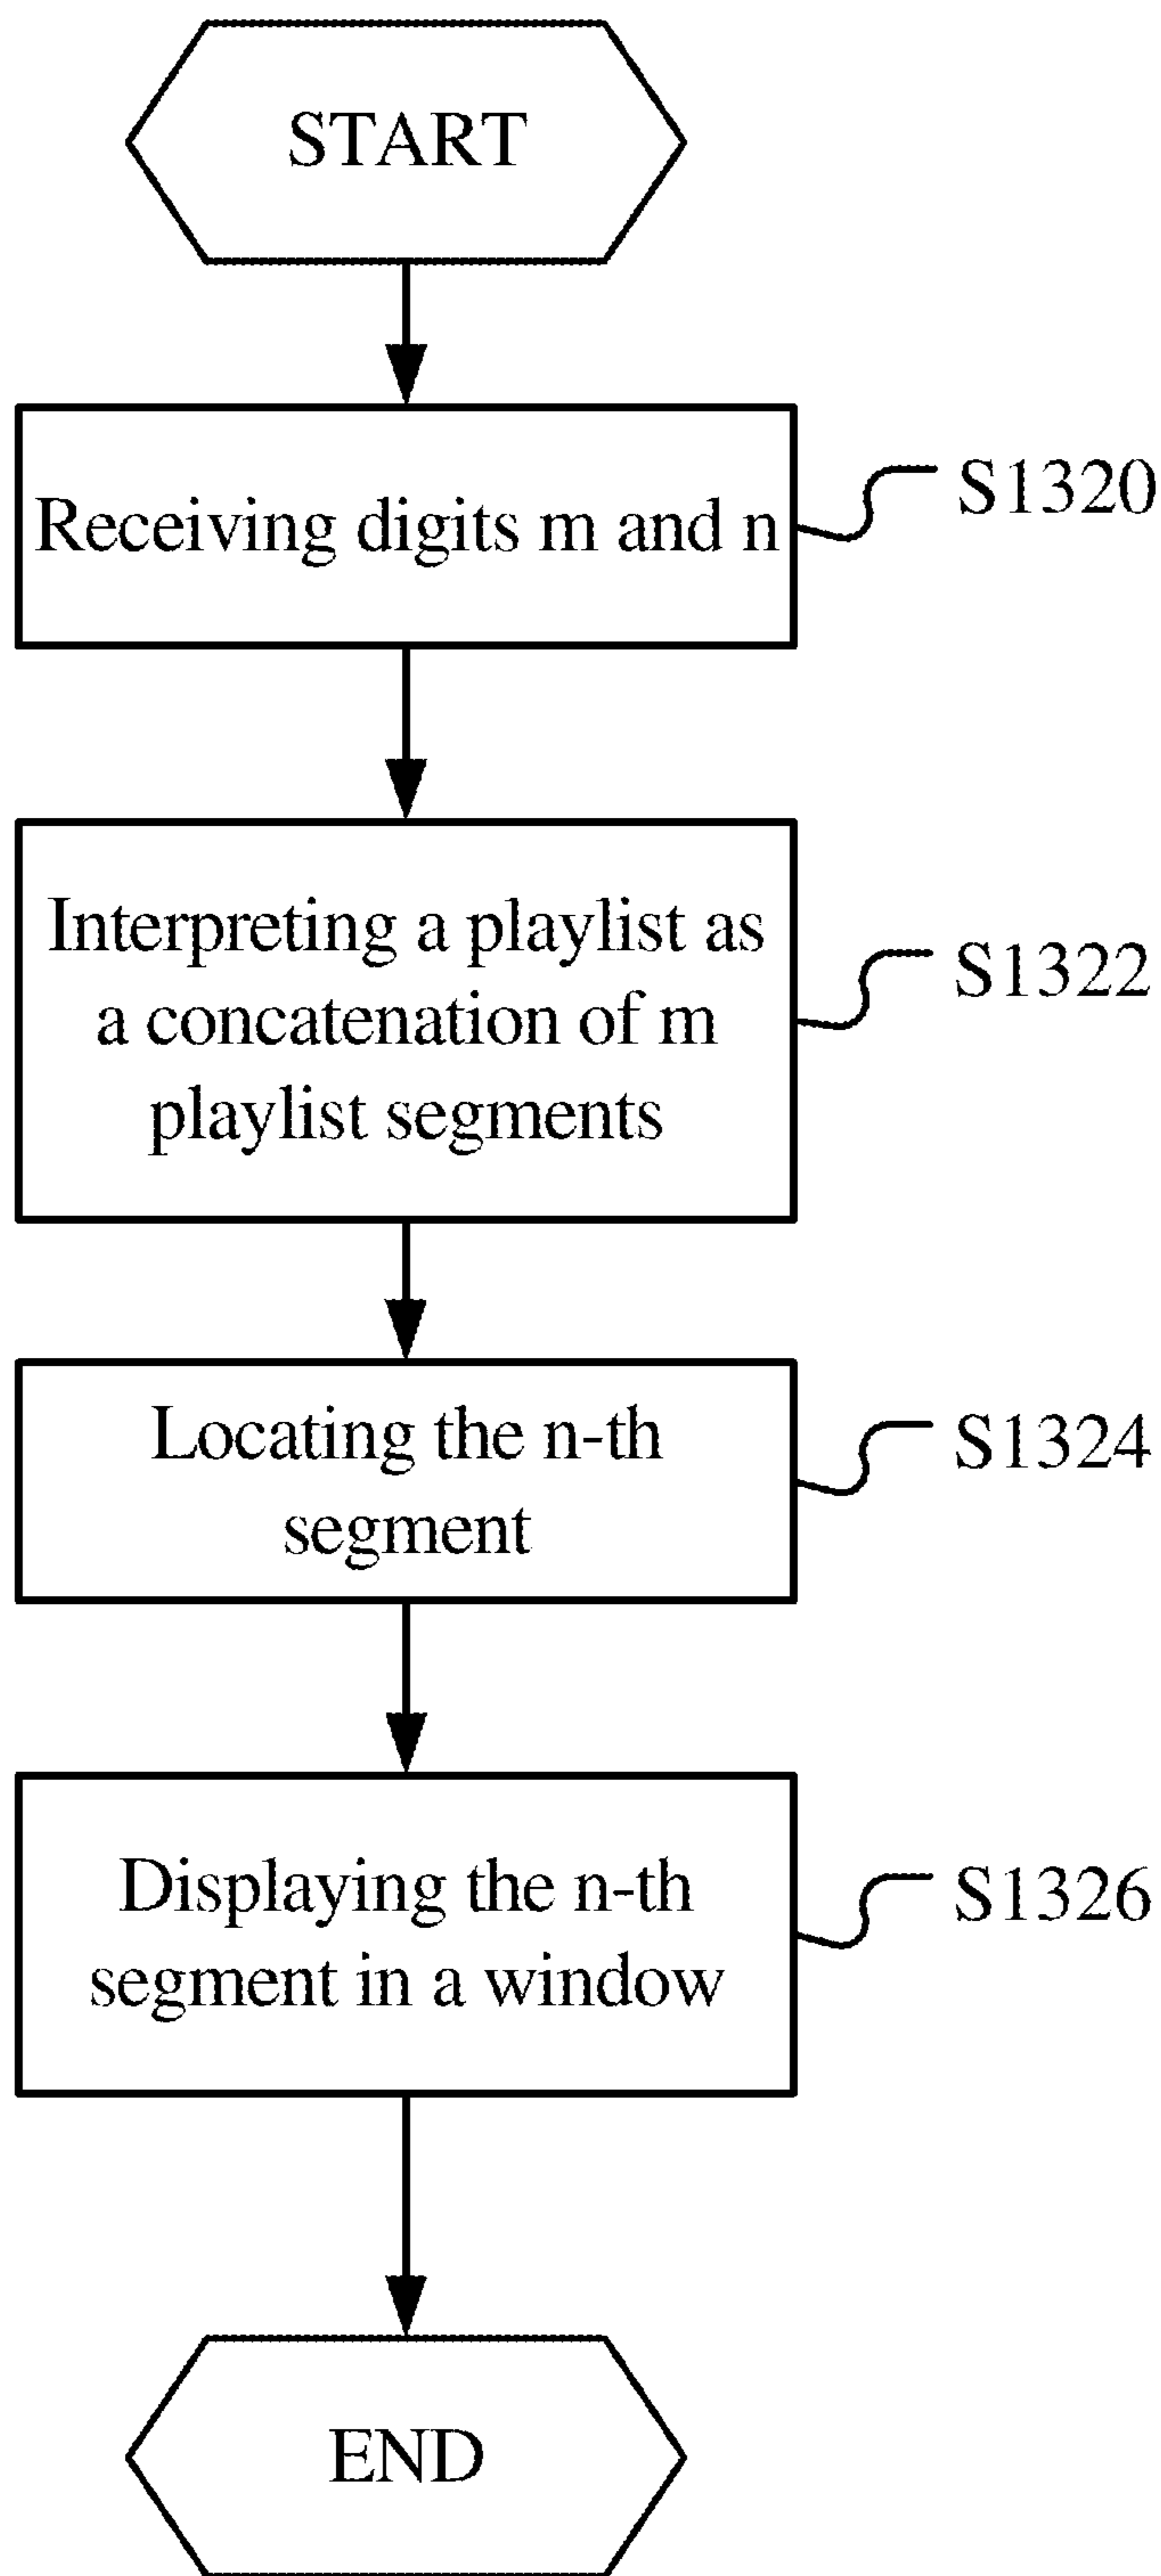 START
Receiving digits m and n
S1320
Interpreting a playlist as
a concatenation of m
playlist segments
S1322
Locating the n-th
segment
S1324
Displaying the n-th
segment in a window
S1326
END